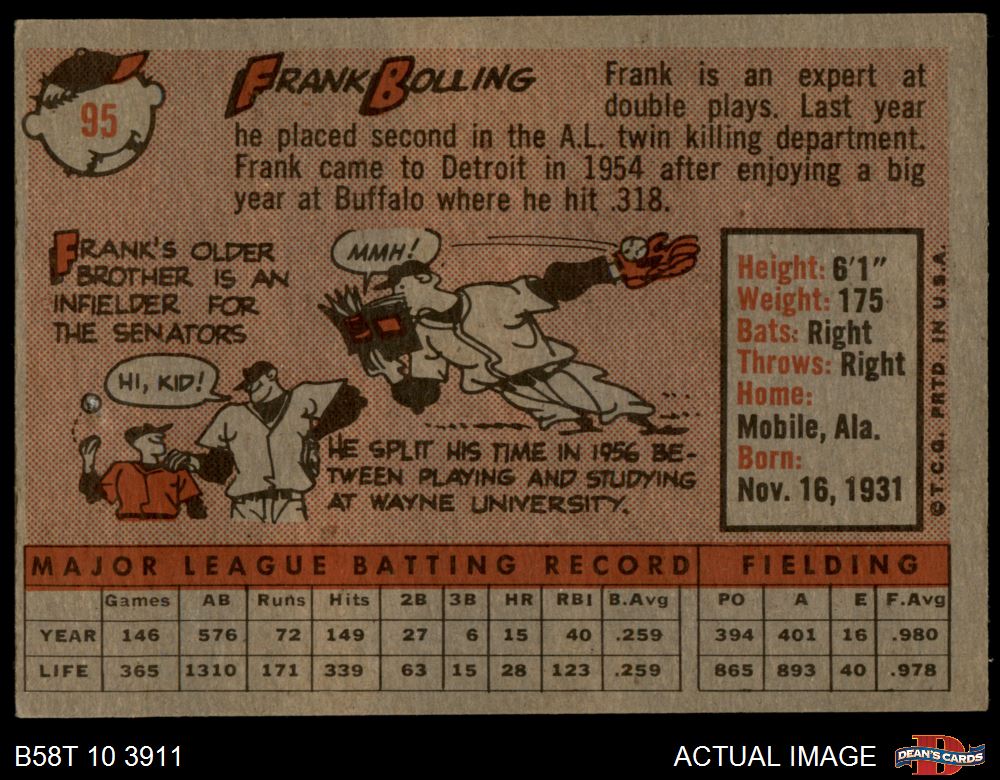 95
FRANK BOLLING
Frank is an expert at
double plays. Last year
he placed second in the A.L. twin killing department.
Frank came to Detroit in 1954 after enjoying a big
year at Buffalo where he hit .318.
FRANK'S OLDER
BROTHER IS AN
INFIELDER FOR
THE SENATORS
HI, KID!
MMH!
HE SPLIT HIS TIME IN 1956 BE-
TWEEN PLAYING AND STUDYING
AT WAYNE UNIVERSITY.
Height: 6'1"
Weight: 175
Bats: Right
Throws: Right
Home:
Mobile, Ala.
Born:
Nov. 16, 1931
© T.C.G. PRTD. IN U.S.A.
MAJOR LEAGUE BATTING RECORD FIELDING
Games AB Runs Hits 2B 3B HR RBI B.Avg PO A E F.Avg
YEAR 146 576 72 149 27 6 15 40 .259 394 401 16 .980
LIFE 365 1310 171 339 63 15 28 123 .259 865 893 40 .978
B58T 10 3911 ACTUAL IMAGE DEAN'S CARDS